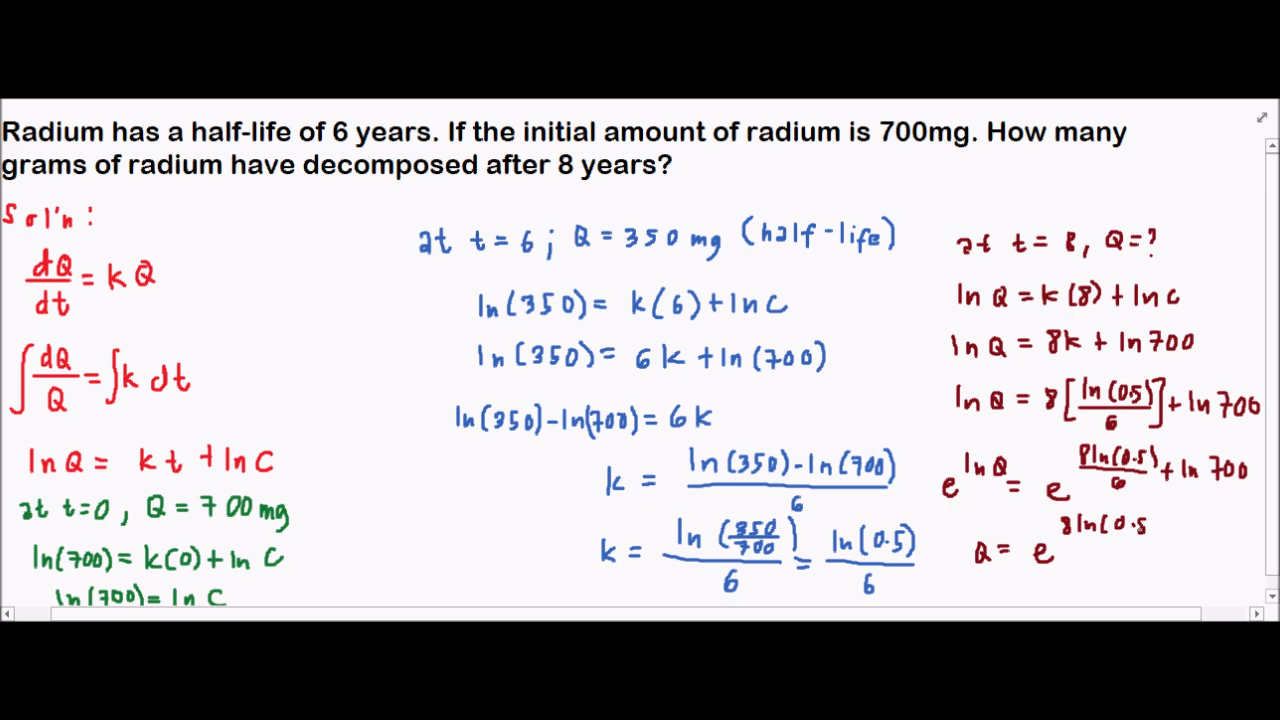 Radium has a half-life of 6 years. If the initial amount of radium is 700mg. How many
grams of radium have decomposed after 8 years?
Sol'n :
dQ/dt = kQ
∫ dQ/Q = ∫ k dt
ln Q = kt + ln C
at t=0, Q = 700 mg
ln(700) = k(0) + ln C
ln(700) = ln C
at t = 6 ; Q = 350 mg (half-life)
ln(350) = k(6) + ln C
ln(350) = 6k + ln(700)
ln(350) - ln(700) = 6k
k = (ln(350) - ln(700))/6
k = ln(350/700)/6 = ln(0.5)/6
at t = 8, Q = ?
ln Q = k(8) + ln C
ln Q = 8k + ln 700
ln Q = 8[ln(0.5)/6] + ln 700
e^(ln Q) = e^(8ln(0.5)/6 + ln 700)
Q = e^(8ln(0.5